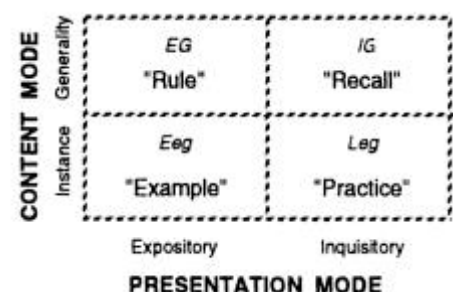 CONTENT MODE
Generality
Instance
EG
"Rule"
IG
"Recall"
Eeg
"Example"
Leg
"Practice"
Expository
Inquisitory
PRESENTATION MODE